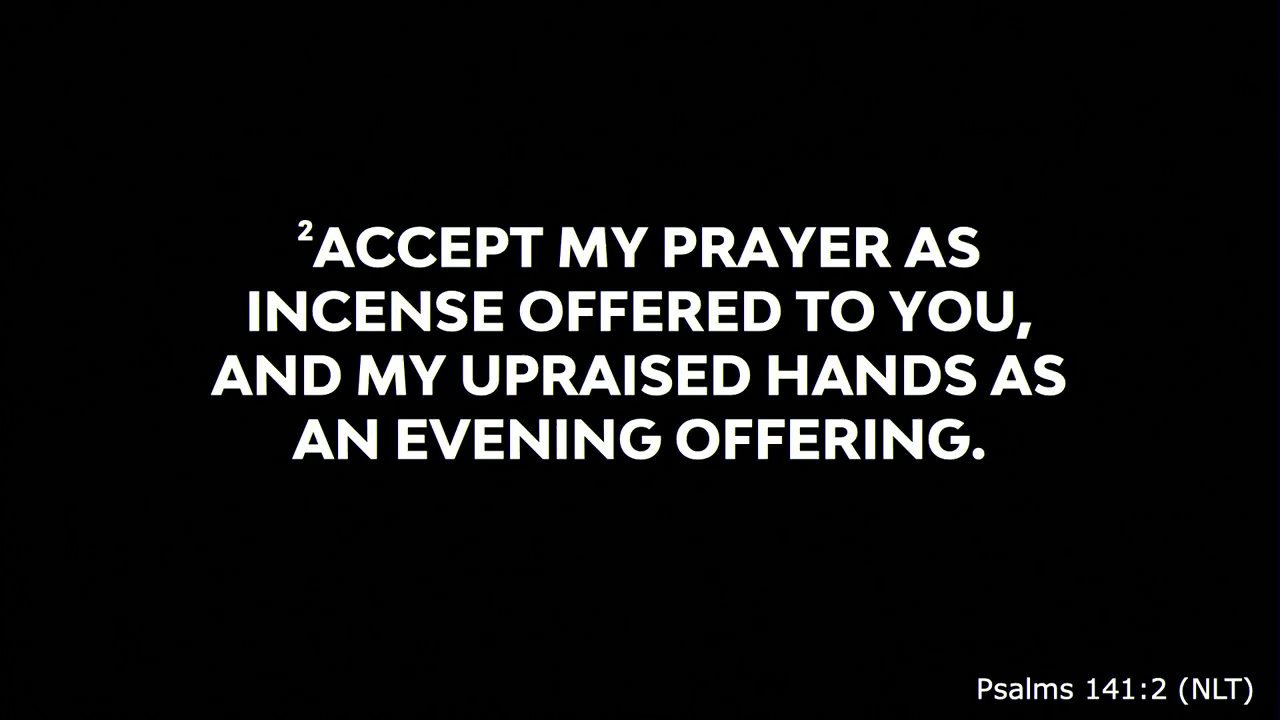 ²ACCEPT MY PRAYER AS
INCENSE OFFERED TO YOU,
AND MY UPRAISED HANDS AS
AN EVENING OFFERING.
Psalms 141:2 (NLT)